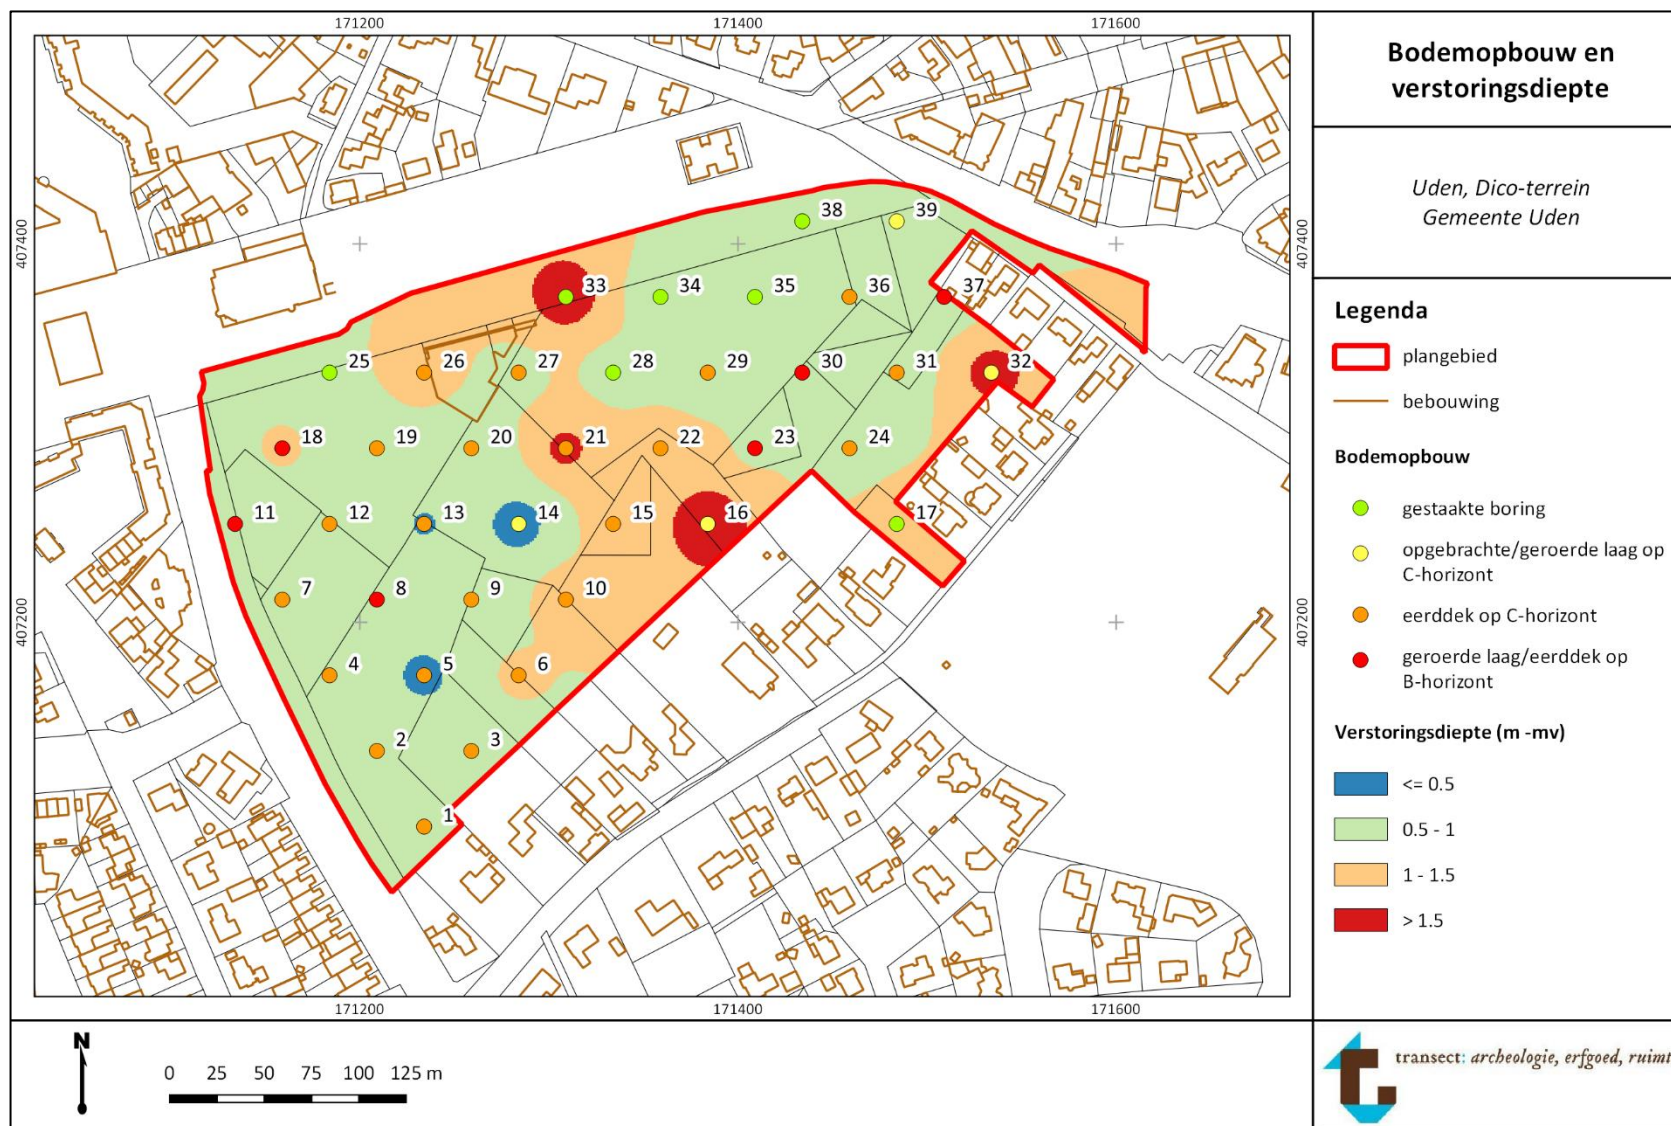 171200
171400
171600
407400
407400
38
39
33
34
35
36
37
25
26
27
28
29
30
31
32
18
19
20
21
22
23
24
11
12
13
14
15
16
17
7
8
9
10
407200
407200
4
5
6
2
3
1
171200
171400
171600
N
0 25 50 75 100 125 m
Bodemopbouw en
verstoringsdiepte
Uden, Dico-terrein
Gemeente Uden
Legenda
plangebied
bebouwing
Bodemopbouw
gestaakte boring
opgebrachte/geroerde laag op
C-horizont
eerddek op C-horizont
geroerde laag/eerddek op
B-horizont
Verstoringsdiepte (m -mv)
<= 0.5
0.5 - 1
1 - 1.5
> 1.5
transect: archeologie, erfgoed, ruimt